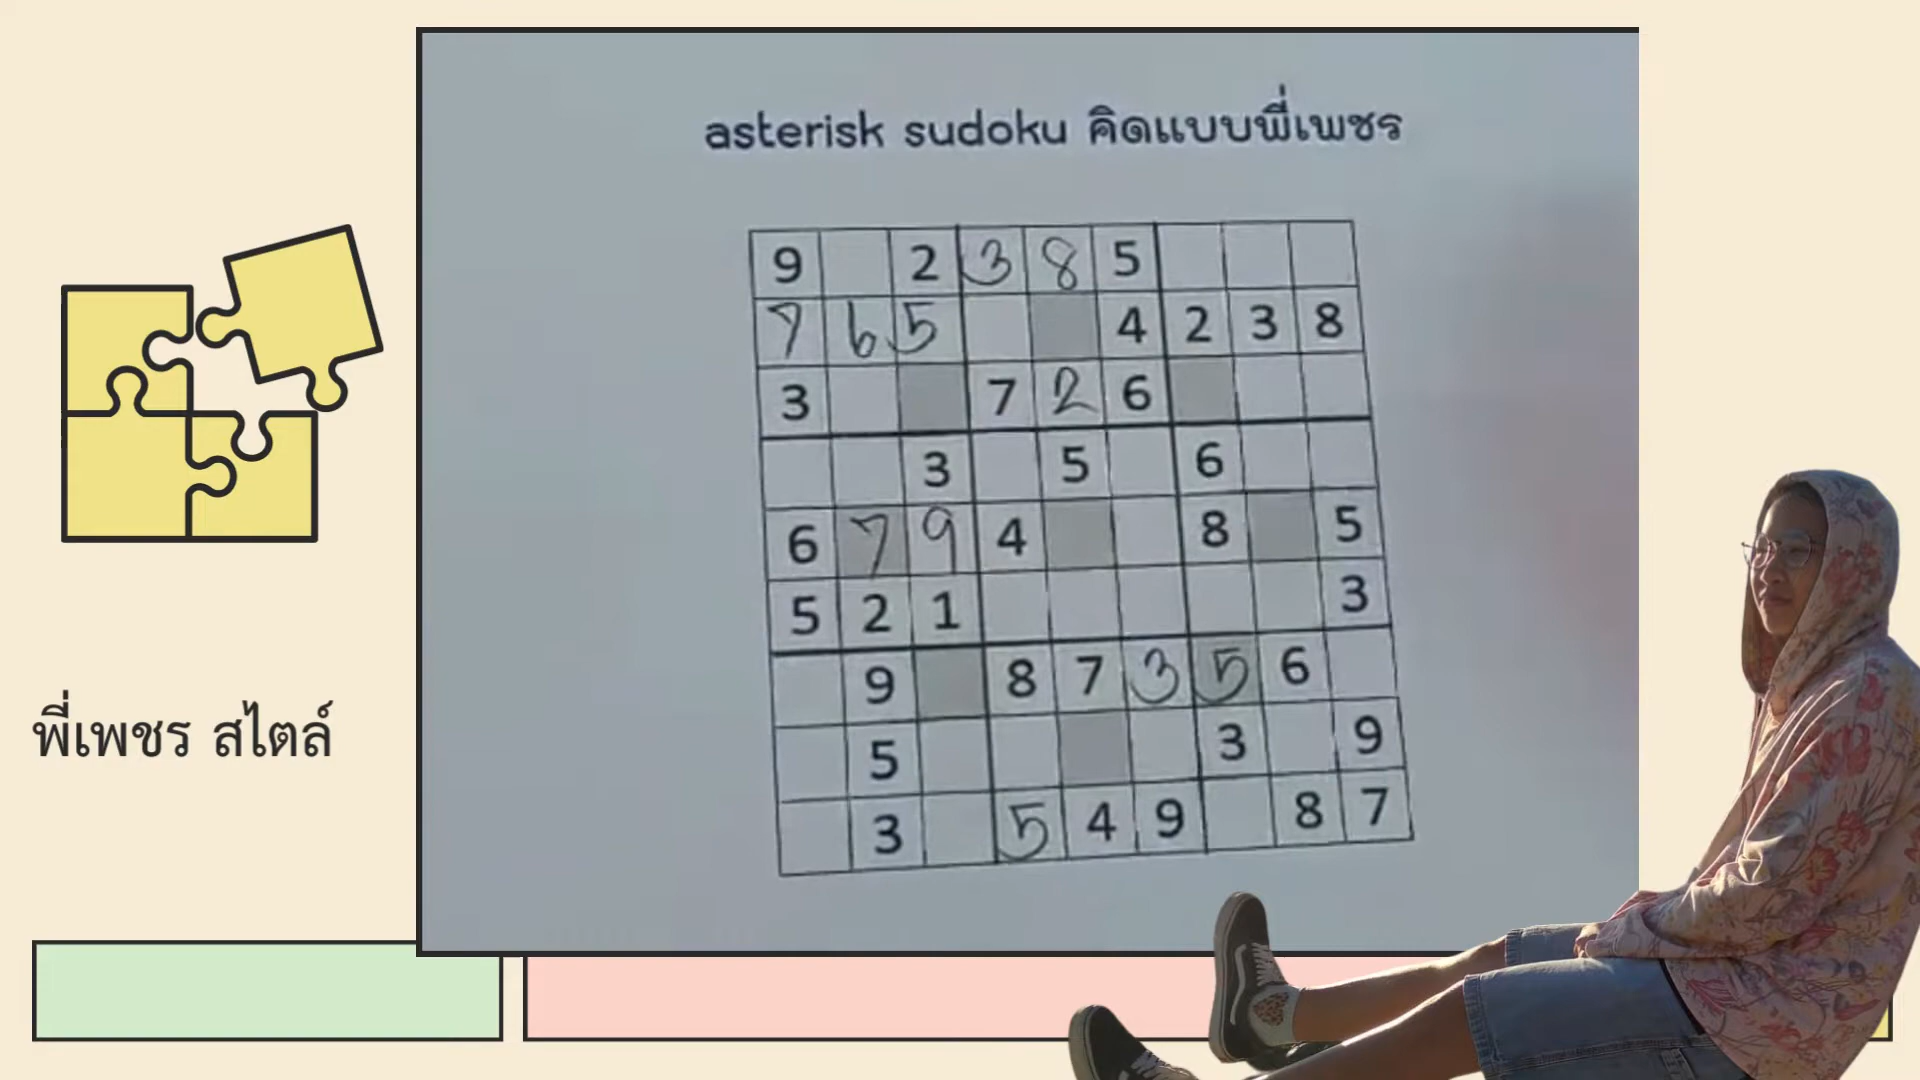 asterisk sudoku คิดแบบพี่เพชร
9 2 3 8 5
7 6 5 4 2 3 8
3 7 2 6
3 5 6
6 7 9 4 8 5
5 2 1 3
9 8 7 3 5 6
5 3 9
3 5 4 9 8 7
พี่เพชร สไตล์